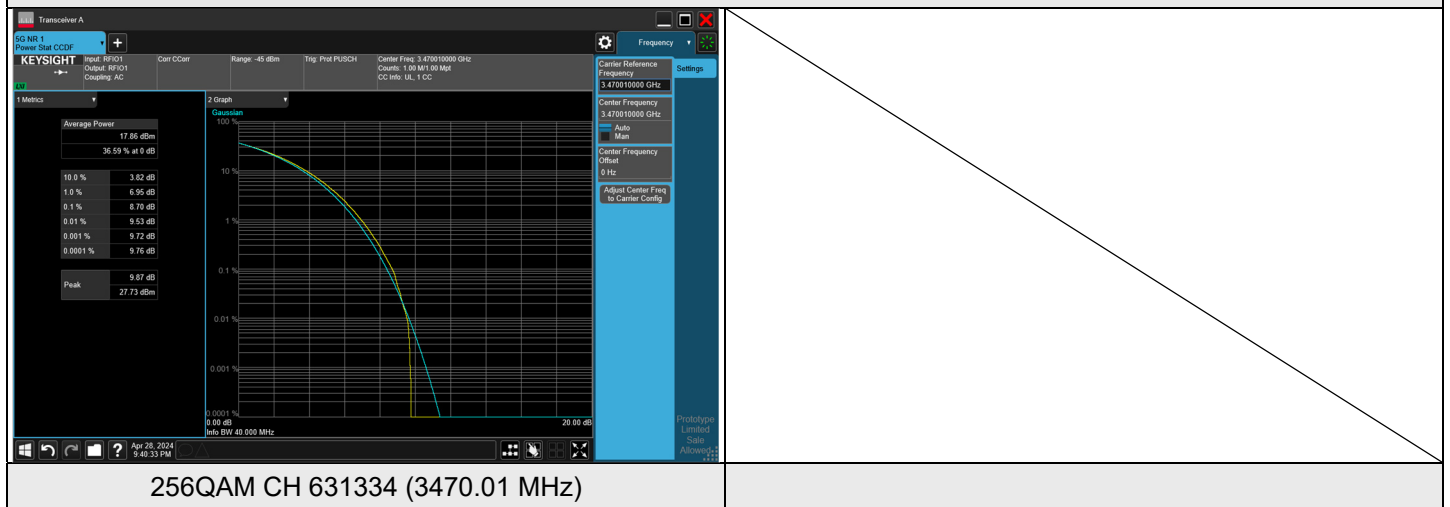 Transceiver A
5G NR 1
Power Stat CCDF
+
Frequency
KEYSIGHT
Input: RFIO1
Output: RFIO1
Coupling: AC
Corr CCorr
Range: -45 dBm
Trig: Prot PUSCH
Center Freq: 3.470010000 GHz
Counts: 1.00 M/1.00 Mpt
CC Info: UL, 1 CC
1 Metrics
Average Power
17.86 dBm
36.59 % at 0 dB
10.0 % 3.82 dB
1.0 % 6.95 dB
0.1 % 8.70 dB
0.01 % 9.53 dB
0.001 % 9.72 dB
0.0001 % 9.76 dB
Peak
9.87 dB
27.73 dBm
2 Graph
Gaussian
100 %
10 %
1 %
0.1 %
0.01 %
0.001 %
0.0001 %
0.00 dB
20.00 dB
Info BW 40.000 MHz
Carrier Reference
Frequency
3.470010000 GHz
Settings
Center Frequency
3.470010000 GHz
Auto
Man
Center Frequency
Offset
0 Hz
Adjust Center Freq
to Carrier Config
Prototype
Limited
Sale
Allowed
?
Apr 28, 2024
9:40:33 PM
256QAM CH 631334 (3470.01 MHz)